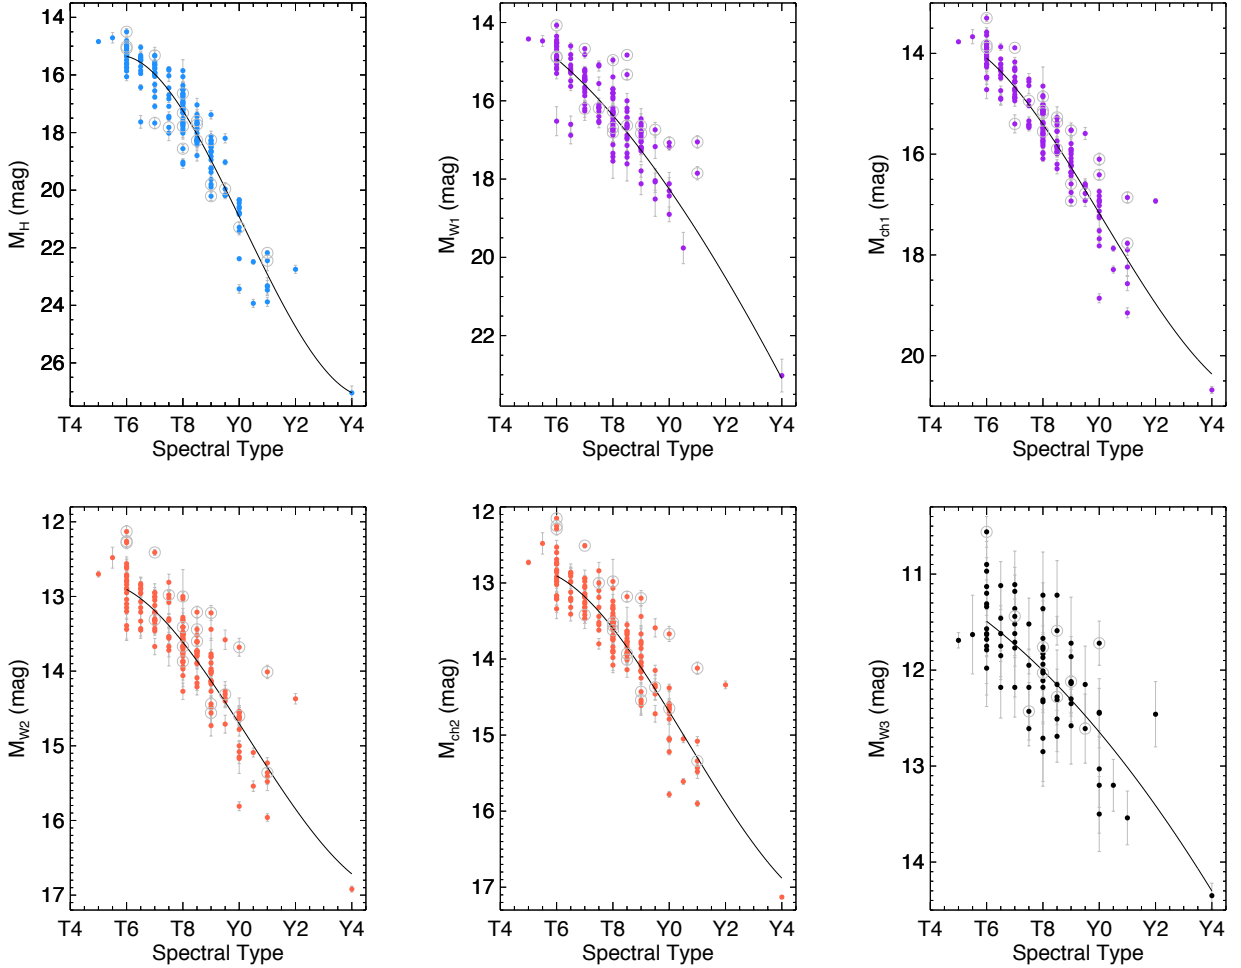 14
16
18
20
22
24
26
M_H (mag)
T4 T6 T8 Y0 Y2 Y4
Spectral Type
14
16
18
20
22
M_W1 (mag)
T4 T6 T8 Y0 Y2 Y4
Spectral Type
14
16
18
20
M_ch1 (mag)
T4 T6 T8 Y0 Y2 Y4
Spectral Type
12
13
14
15
16
17
M_W2 (mag)
T4 T6 T8 Y0 Y2 Y4
Spectral Type
12
13
14
15
16
17
M_ch2 (mag)
T4 T6 T8 Y0 Y2 Y4
Spectral Type
11
12
13
14
M_W3 (mag)
T4 T6 T8 Y0 Y2 Y4
Spectral Type